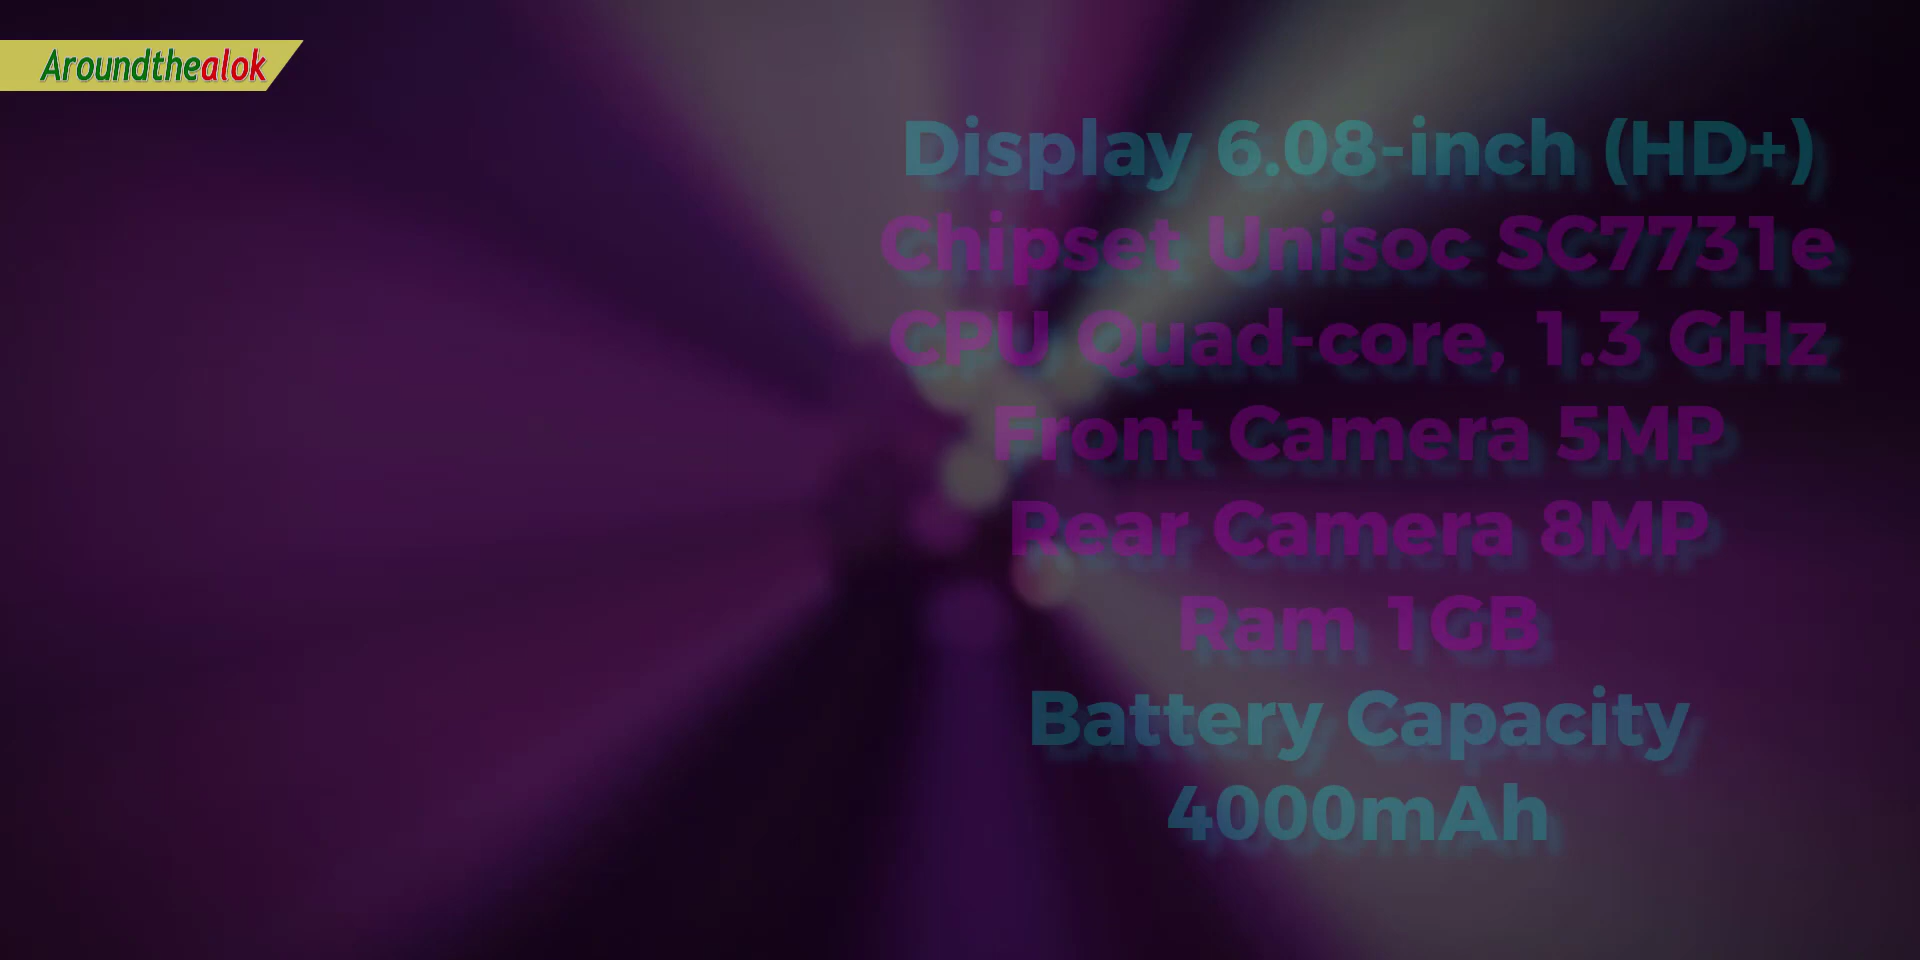 Aroundthealok
Display 6.08-inch (HD+)
Chipset Unisoc SC7731e
CPU Quad-core, 1.3 GHz
Front Camera 5MP
Rear Camera 8MP
Ram 1GB
Battery Capacity
4000mAh